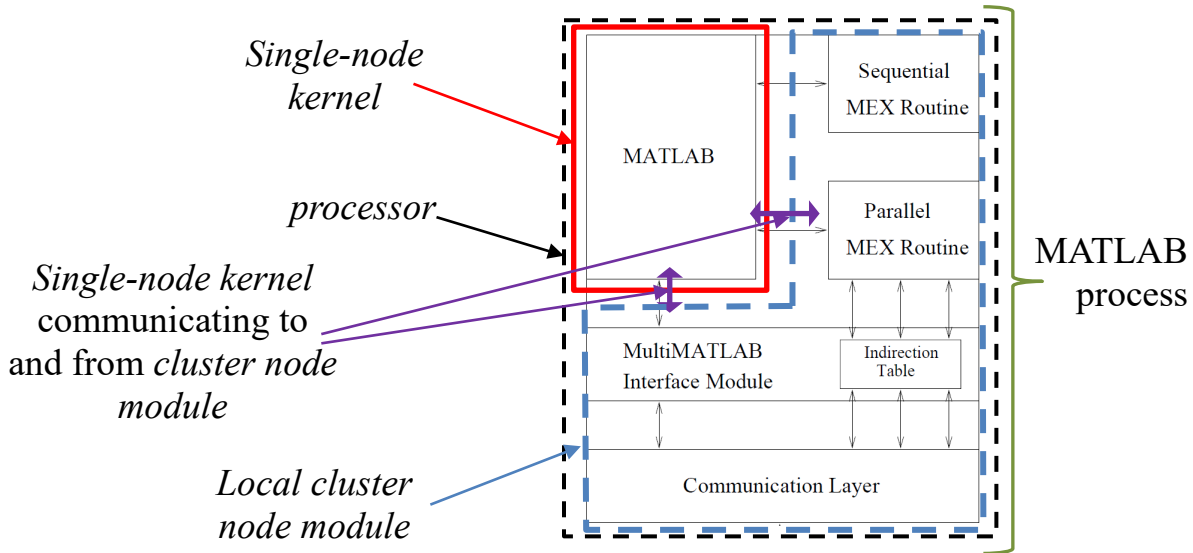 Single-node
kernel
processor
Single-node kernel
communicating to
and from cluster node
module
Local cluster
node module
MATLAB
Sequential
MEX Routine
Parallel
MEX Routine
MultiMATLAB
Interface Module
Indirection
Table
Communication Layer
MATLAB
process